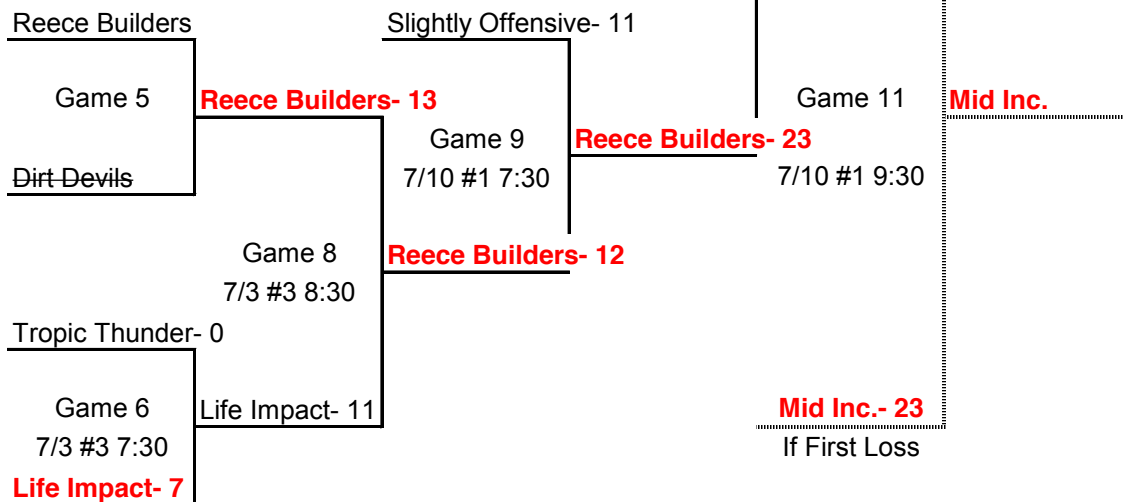 Reece Builders
Slightly Offensive- 11
Game 5
Reece Builders- 13
Game 11
Mid Inc.
Game 9
Reece Builders- 23
Dirt Devils
7/10 #1 7:30
7/10 #1 9:30
Game 8
Reece Builders- 12
7/3 #3 8:30
Tropic Thunder- 0
Game 6
Life Impact- 11
Mid Inc.- 23
7/3 #3 7:30
If First Loss
Life Impact- 7